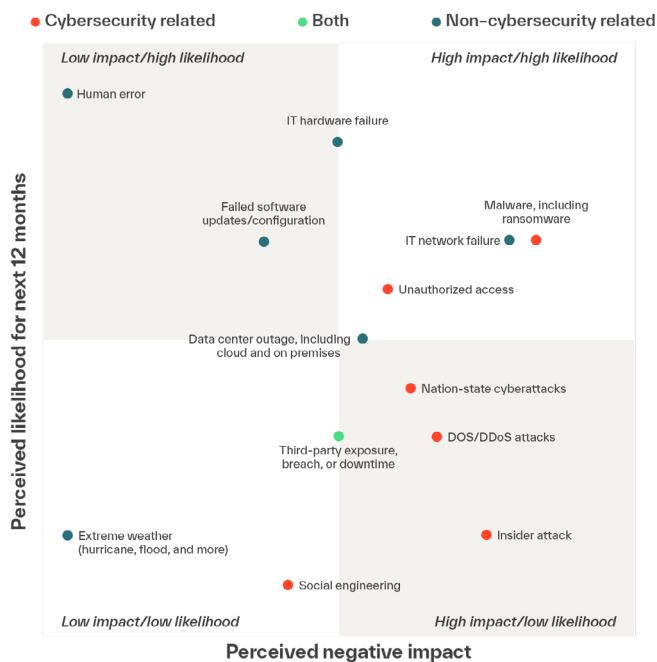 Cybersecurity related
Both
Non-cybersecurity related
Low impact/high likelihood
High impact/high likelihood
Human error
IT hardware failure
Failed software
updates/configuration
Malware, including
ransomware
IT network failure
Unauthorized access
Data center outage, including
cloud and on premises
Nation-state cyberattacks
DOS/DDoS attacks
Third-party exposure,
breach, or downtime
Extreme weather
(hurricane, flood, and more)
Insider attack
Social engineering
Low impact/low likelihood
High impact/low likelihood
Perceived likelihood for next 12 months
Perceived negative impact